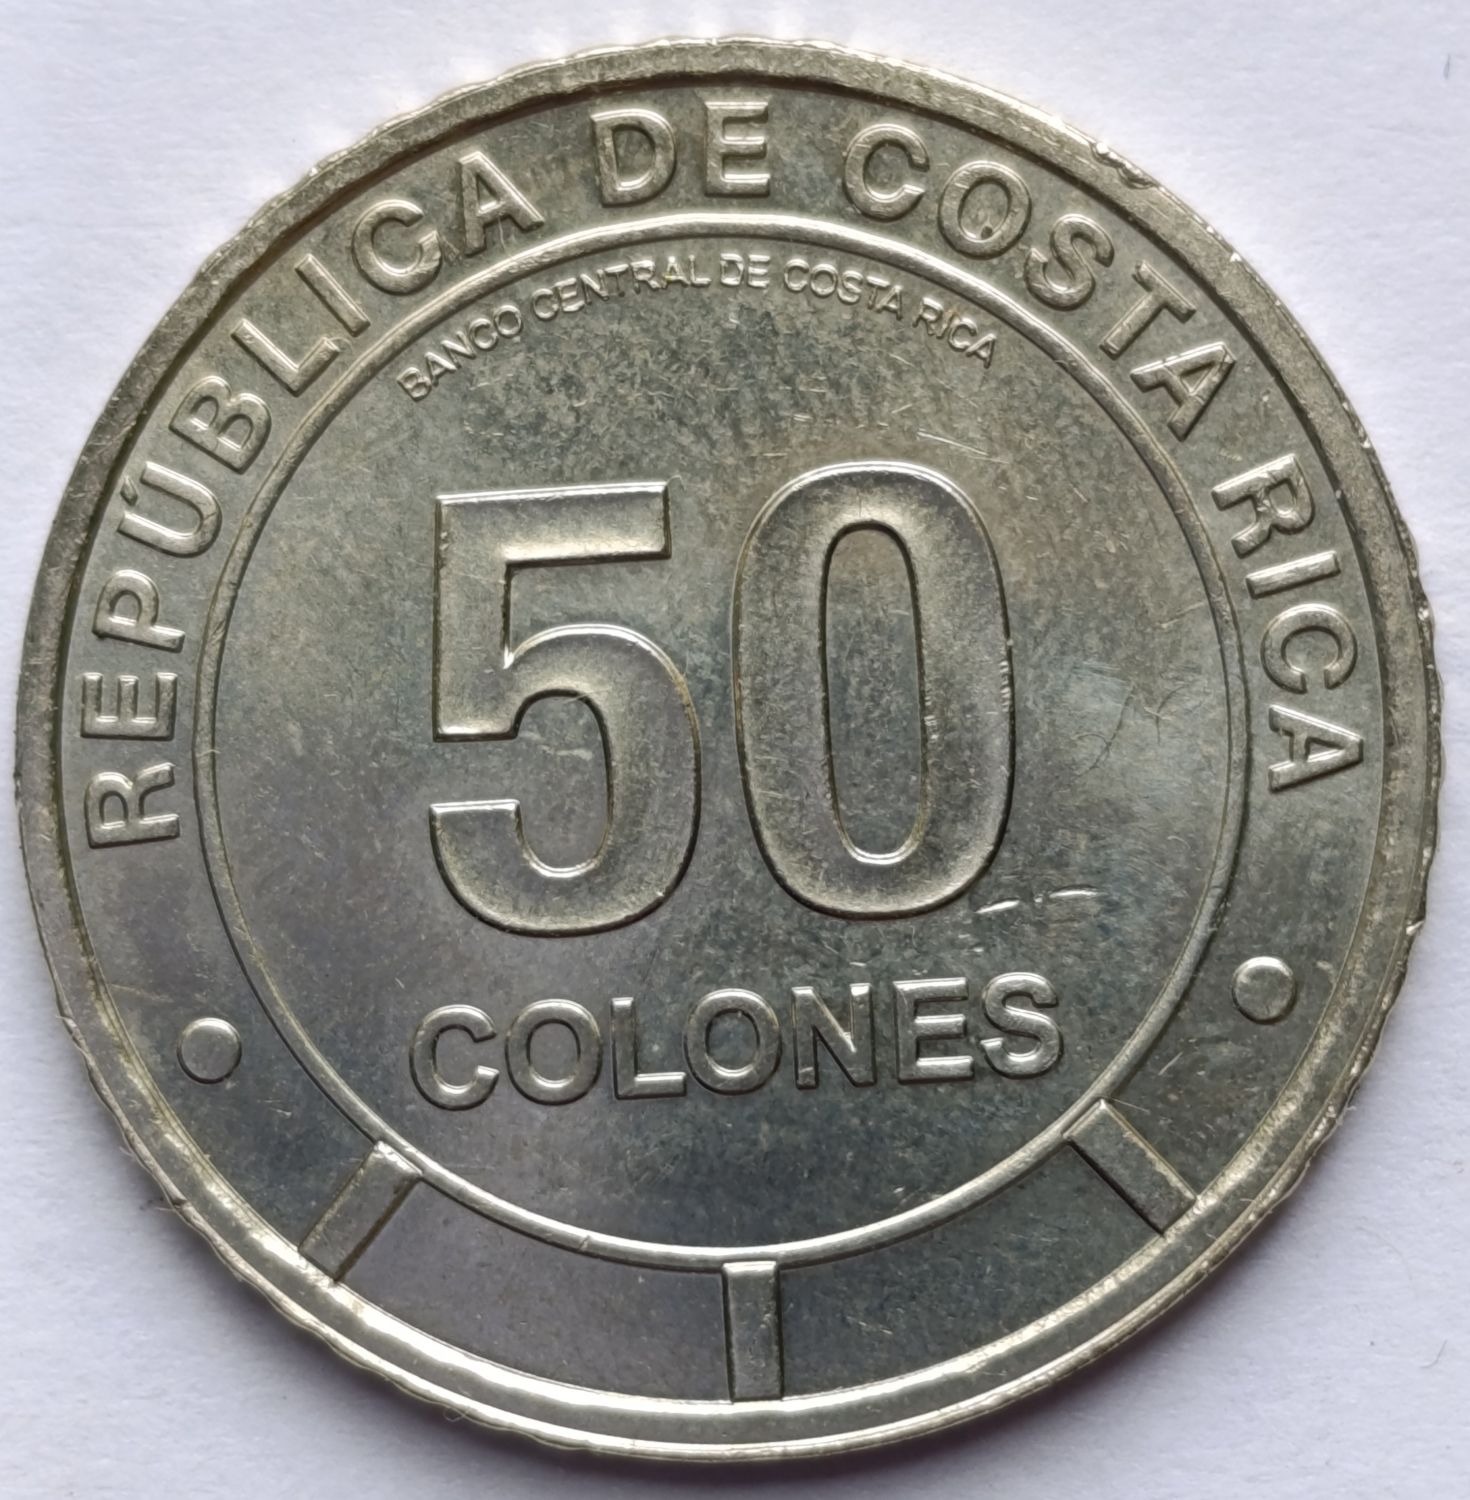 REPÚBLICA DE COSTA RICA
BANCO CENTRAL DE COSTA RICA
50
COLONES